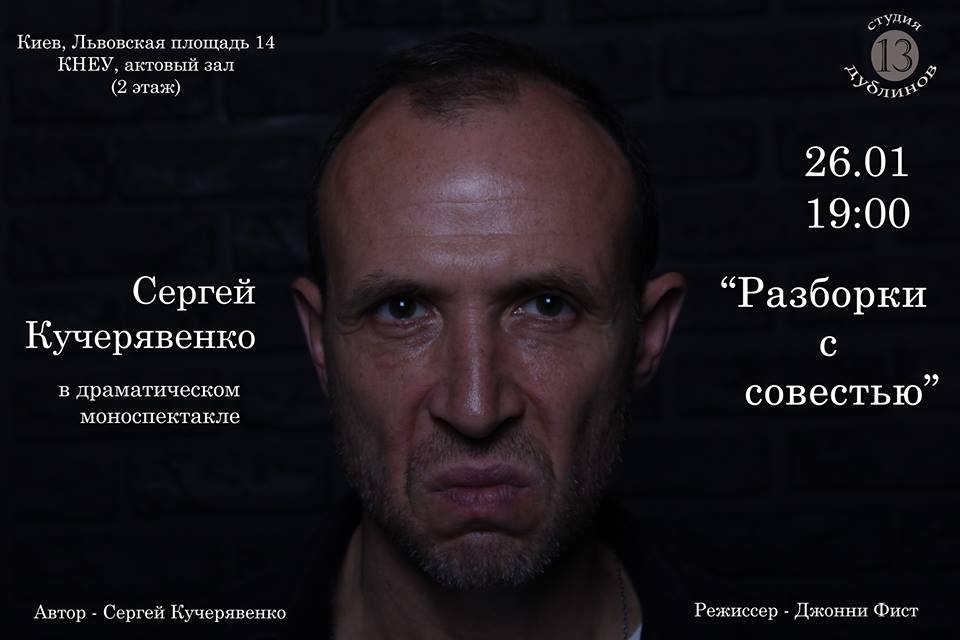 Киев, Львовская площадь 14
КНЕУ, актовый зал
(2 этаж)
студия
13
дублинов
26.01
19:00
Сергей
Кучерявенко
в драматическом
моноспектакле
“Разборки
с
совестью”
Автор - Сергей Кучерявенко
Режиссер - Джонни Фист